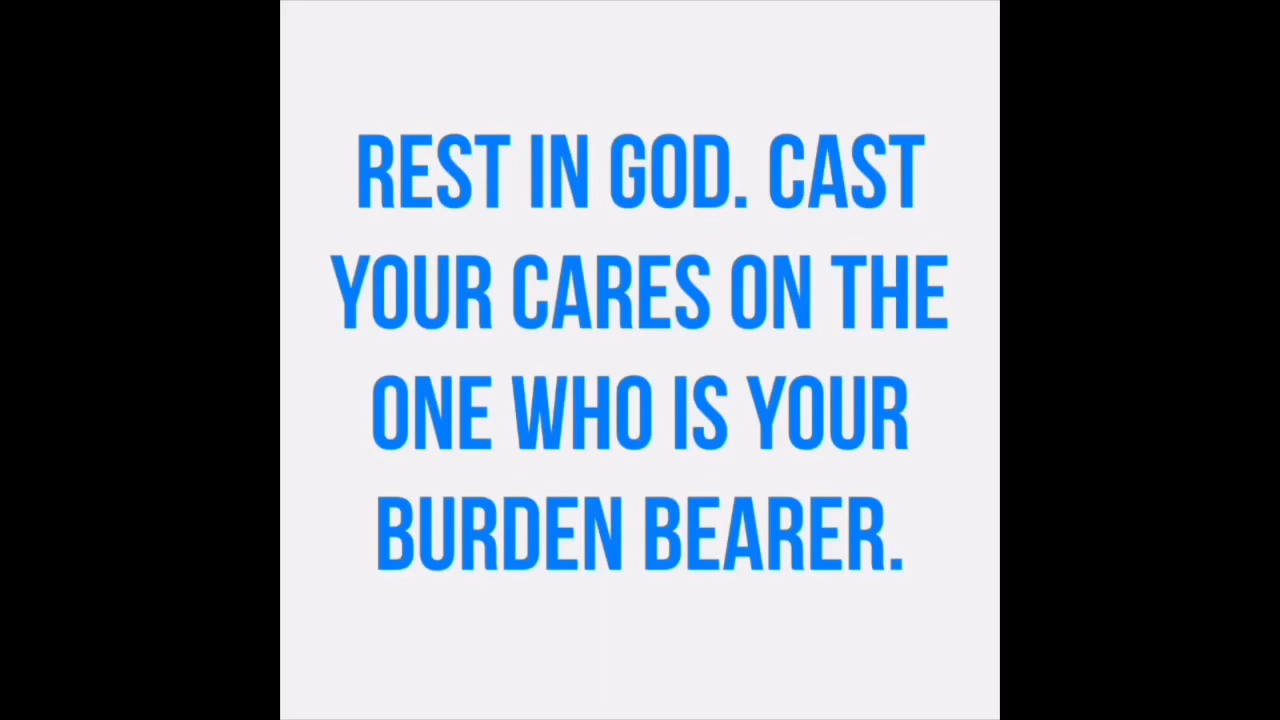 REST IN GOD. CAST
YOUR CARES ON THE
ONE WHO IS YOUR
BURDEN BEARER.